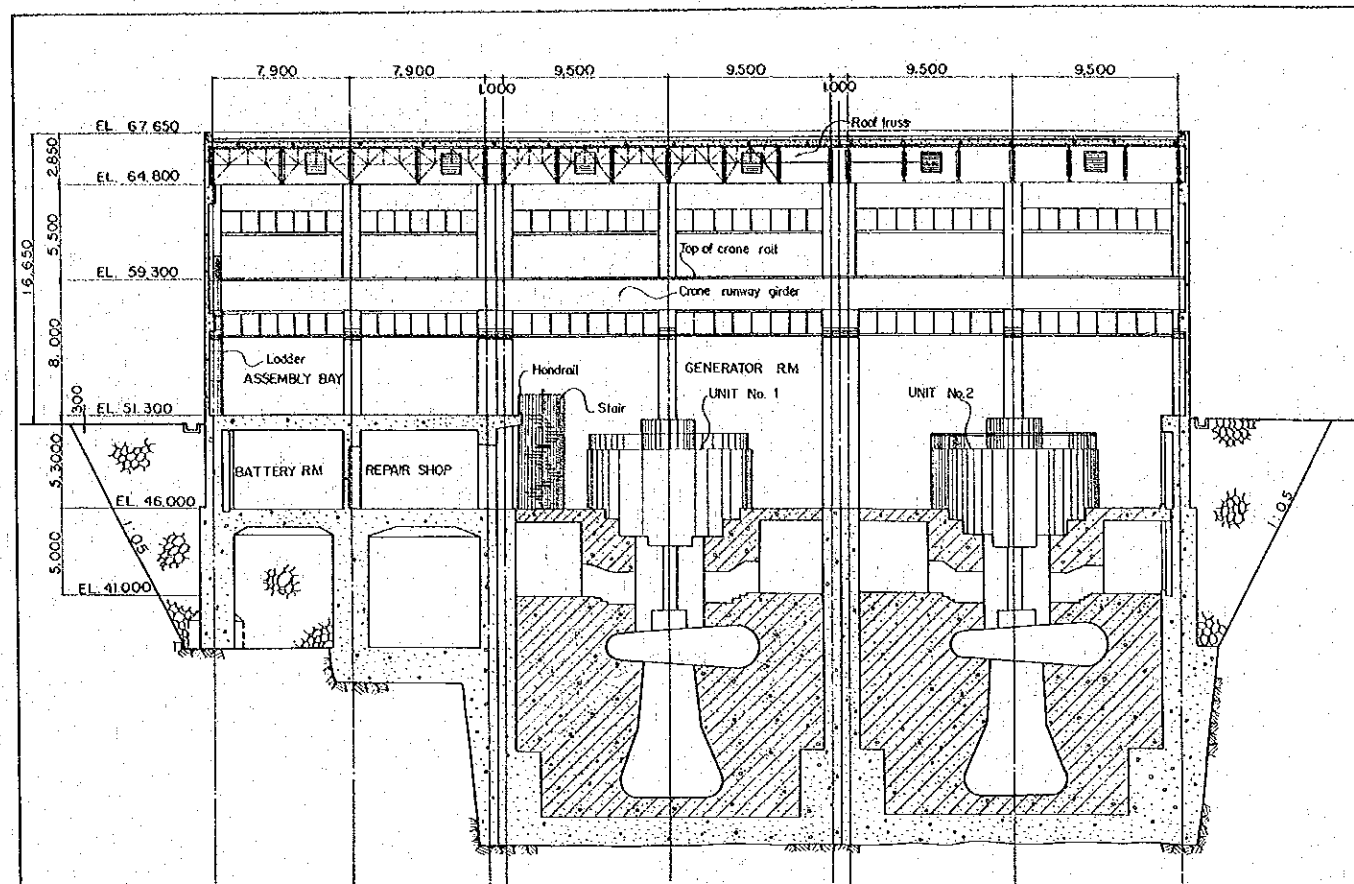 7,900 7,900 9,500 9,500 9,500 9,500
1.000 1.000
Roof truss
EL. 67.650
2,850
EL. 64.800
16,650
5,500
Top of crane rail
EL. 59.300
Crane runway girder
8,000
Ladder
ASSEMBLY BAY
Handrail
GENERATOR RM
UNIT No. 1
UNIT No.2
Stair
300
EL. 51.300
5,3000
BATTERY RM
REPAIR SHOP
EL. 46.000
1:0.5
1:0.5
5,000
EL. 41.000